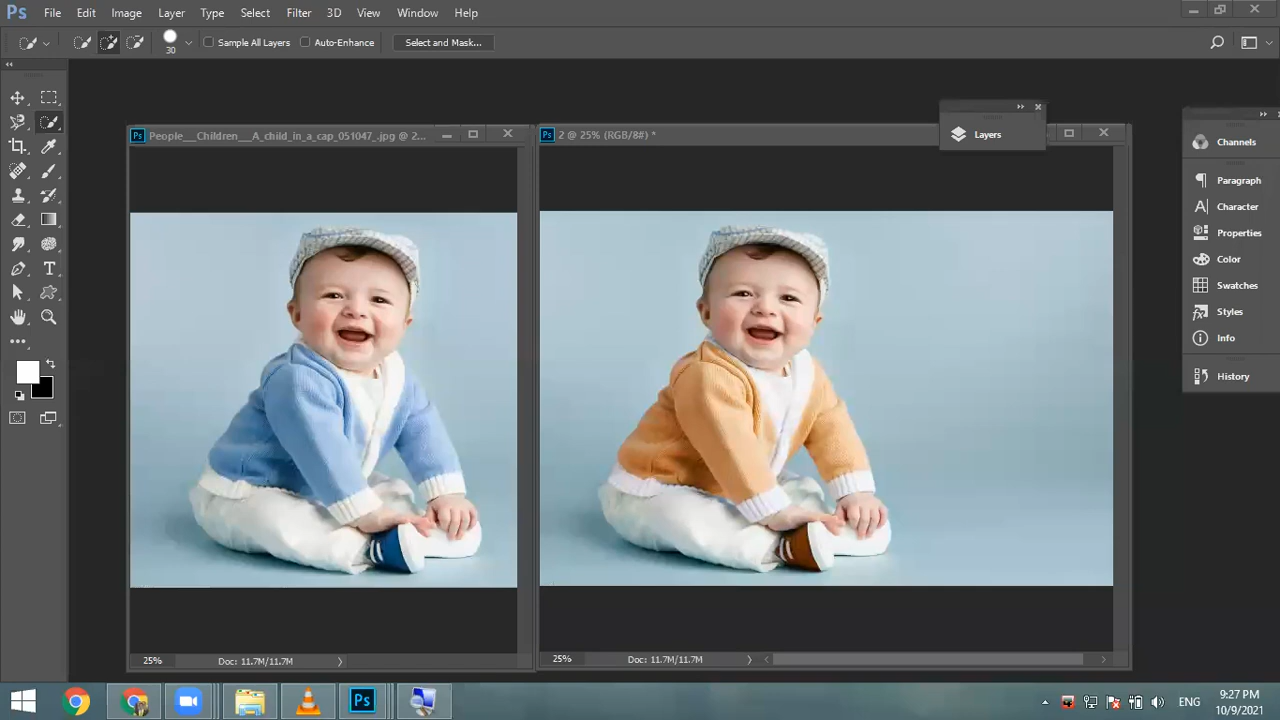 Ps File Edit Image Layer Type Select Filter 3D View Window Help
30 Sample All Layers Auto-Enhance Select and Mask...
Ps People___Children___A_child_in_a_cap_051047_.jpg @ 2...
Ps 2 @ 25% (RGB/8#) *
Layers
Channels
Paragraph
Character
Properties
Color
Swatches
Styles
Info
History
25% Doc: 11.7M/11.7M
25% Doc: 11.7M/11.7M
Ps
ENG
9:27 PM
10/9/2021